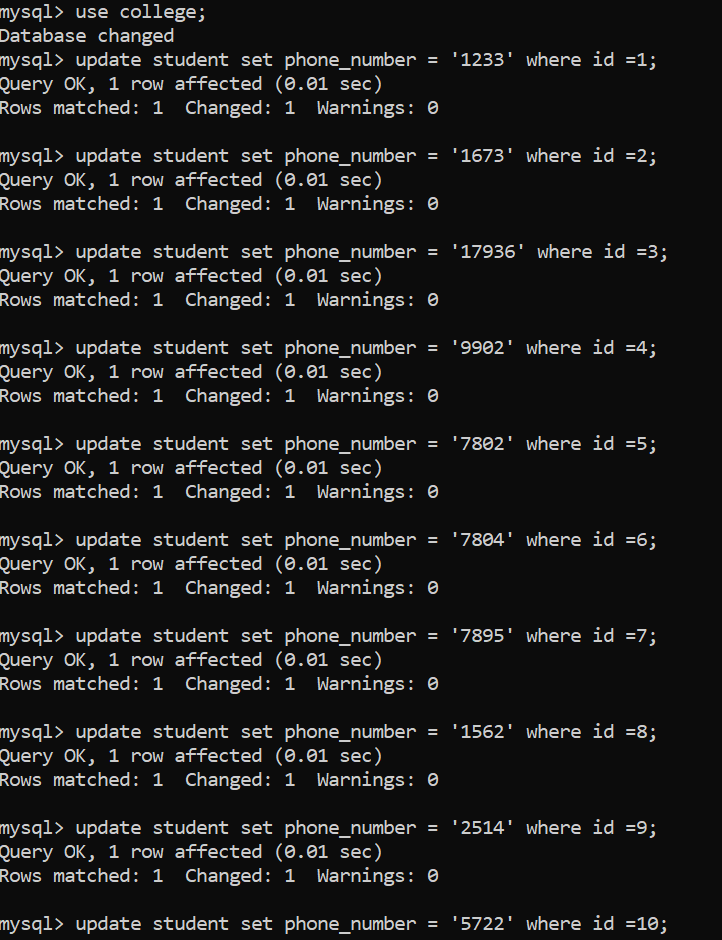 mysql> use college;
Database changed
mysql> update student set phone_number = '1233' where id =1;
Query OK, 1 row affected (0.01 sec)
Rows matched: 1  Changed: 1  Warnings: 0
mysql> update student set phone_number = '1673' where id =2;
Query OK, 1 row affected (0.01 sec)
Rows matched: 1  Changed: 1  Warnings: 0
mysql> update student set phone_number = '17936' where id =3;
Query OK, 1 row affected (0.01 sec)
Rows matched: 1  Changed: 1  Warnings: 0
mysql> update student set phone_number = '9902' where id =4;
Query OK, 1 row affected (0.01 sec)
Rows matched: 1  Changed: 1  Warnings: 0
mysql> update student set phone_number = '7802' where id =5;
Query OK, 1 row affected (0.01 sec)
Rows matched: 1  Changed: 1  Warnings: 0
mysql> update student set phone_number = '7804' where id =6;
Query OK, 1 row affected (0.01 sec)
Rows matched: 1  Changed: 1  Warnings: 0
mysql> update student set phone_number = '7895' where id =7;
Query OK, 1 row affected (0.01 sec)
Rows matched: 1  Changed: 1  Warnings: 0
mysql> update student set phone_number = '1562' where id =8;
Query OK, 1 row affected (0.01 sec)
Rows matched: 1  Changed: 1  Warnings: 0
mysql> update student set phone_number = '2514' where id =9;
Query OK, 1 row affected (0.01 sec)
Rows matched: 1  Changed: 1  Warnings: 0
mysql> update student set phone_number = '5722' where id =10;